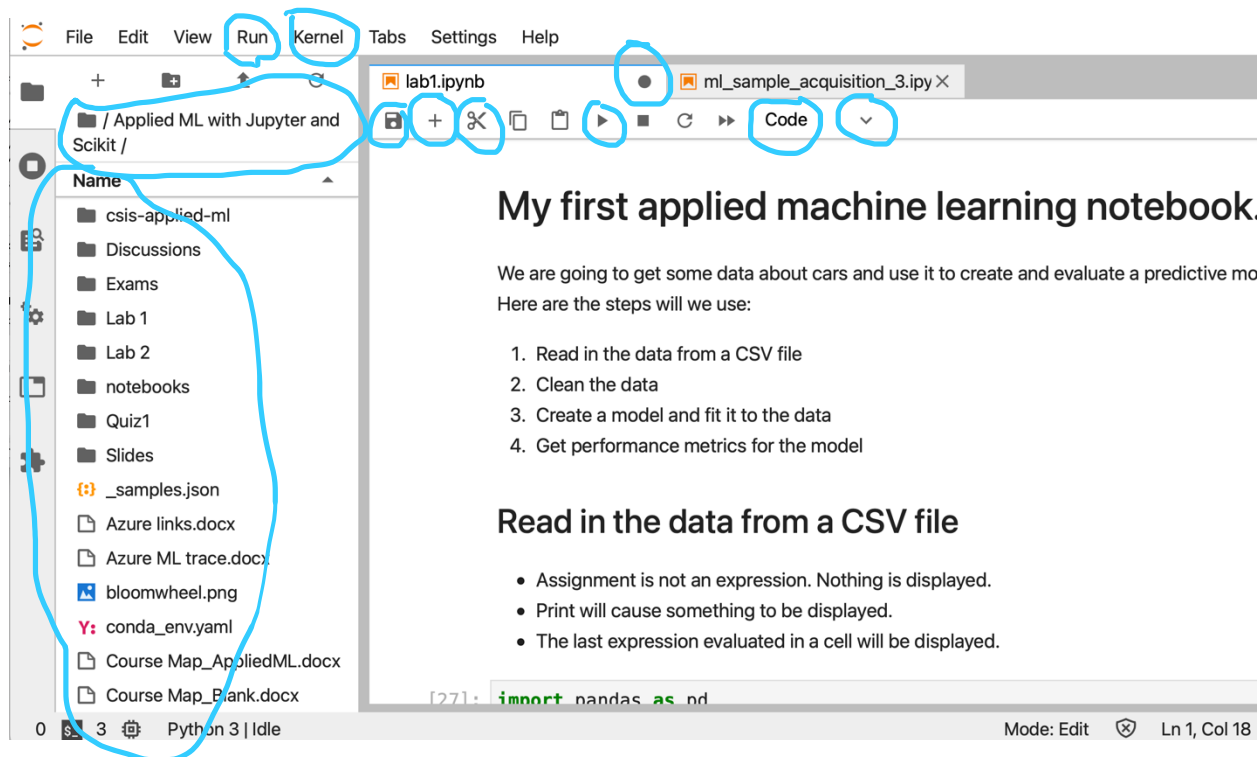 File Edit View Run Kernel Tabs Settings Help
lab1.ipynb ml_sample_acquisition_3.ipy
/ Applied ML with Jupyter and
Scikit /
Code
Name
csis-applied-ml
Discussions
Exams
Lab 1
Lab 2
notebooks
Quiz1
Slides
_samples.json
Azure links.docx
Azure ML trace.docx
bloomwheel.png
conda_env.yaml
Course Map_AppliedML.docx
Course Map_Blank.docx
My first applied machine learning notebook.
We are going to get some data about cars and use it to create and evaluate a predictive mo
Here are the steps will we use:
1. Read in the data from a CSV file
2. Clean the data
3. Create a model and fit it to the data
4. Get performance metrics for the model
Read in the data from a CSV file
• Assignment is not an expression. Nothing is displayed.
• Print will cause something to be displayed.
• The last expression evaluated in a cell will be displayed.
[27]: import pandas as pd
0 $_ 3 Python 3 | Idle Mode: Edit Ln 1, Col 18